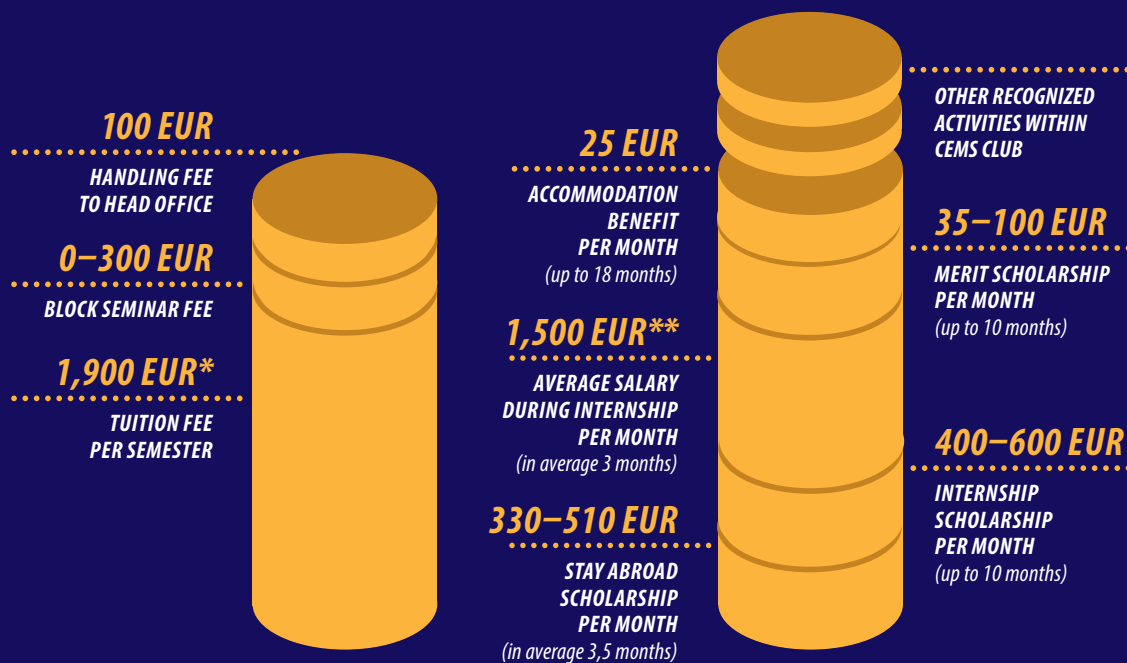 100 EUR
HANDLING FEE
TO HEAD OFFICE
0–300 EUR
BLOCK SEMINAR FEE
1,900 EUR*
TUITION FEE
PER SEMESTER
25 EUR
ACCOMMODATION
BENEFIT
PER MONTH
(up to 18 months)
1,500 EUR**
AVERAGE SALARY
DURING INTERNSHIP
PER MONTH
(in average 3 months)
330–510 EUR
STAY ABROAD
SCHOLARSHIP
PER MONTH
(in average 3,5 months)
OTHER RECOGNIZED
ACTIVITIES WITHIN
CEMS CLUB
35–100 EUR
MERIT SCHOLARSHIP
PER MONTH
(up to 10 months)
400–600 EUR
INTERNSHIP
SCHOLARSHIP
PER MONTH
(up to 10 months)